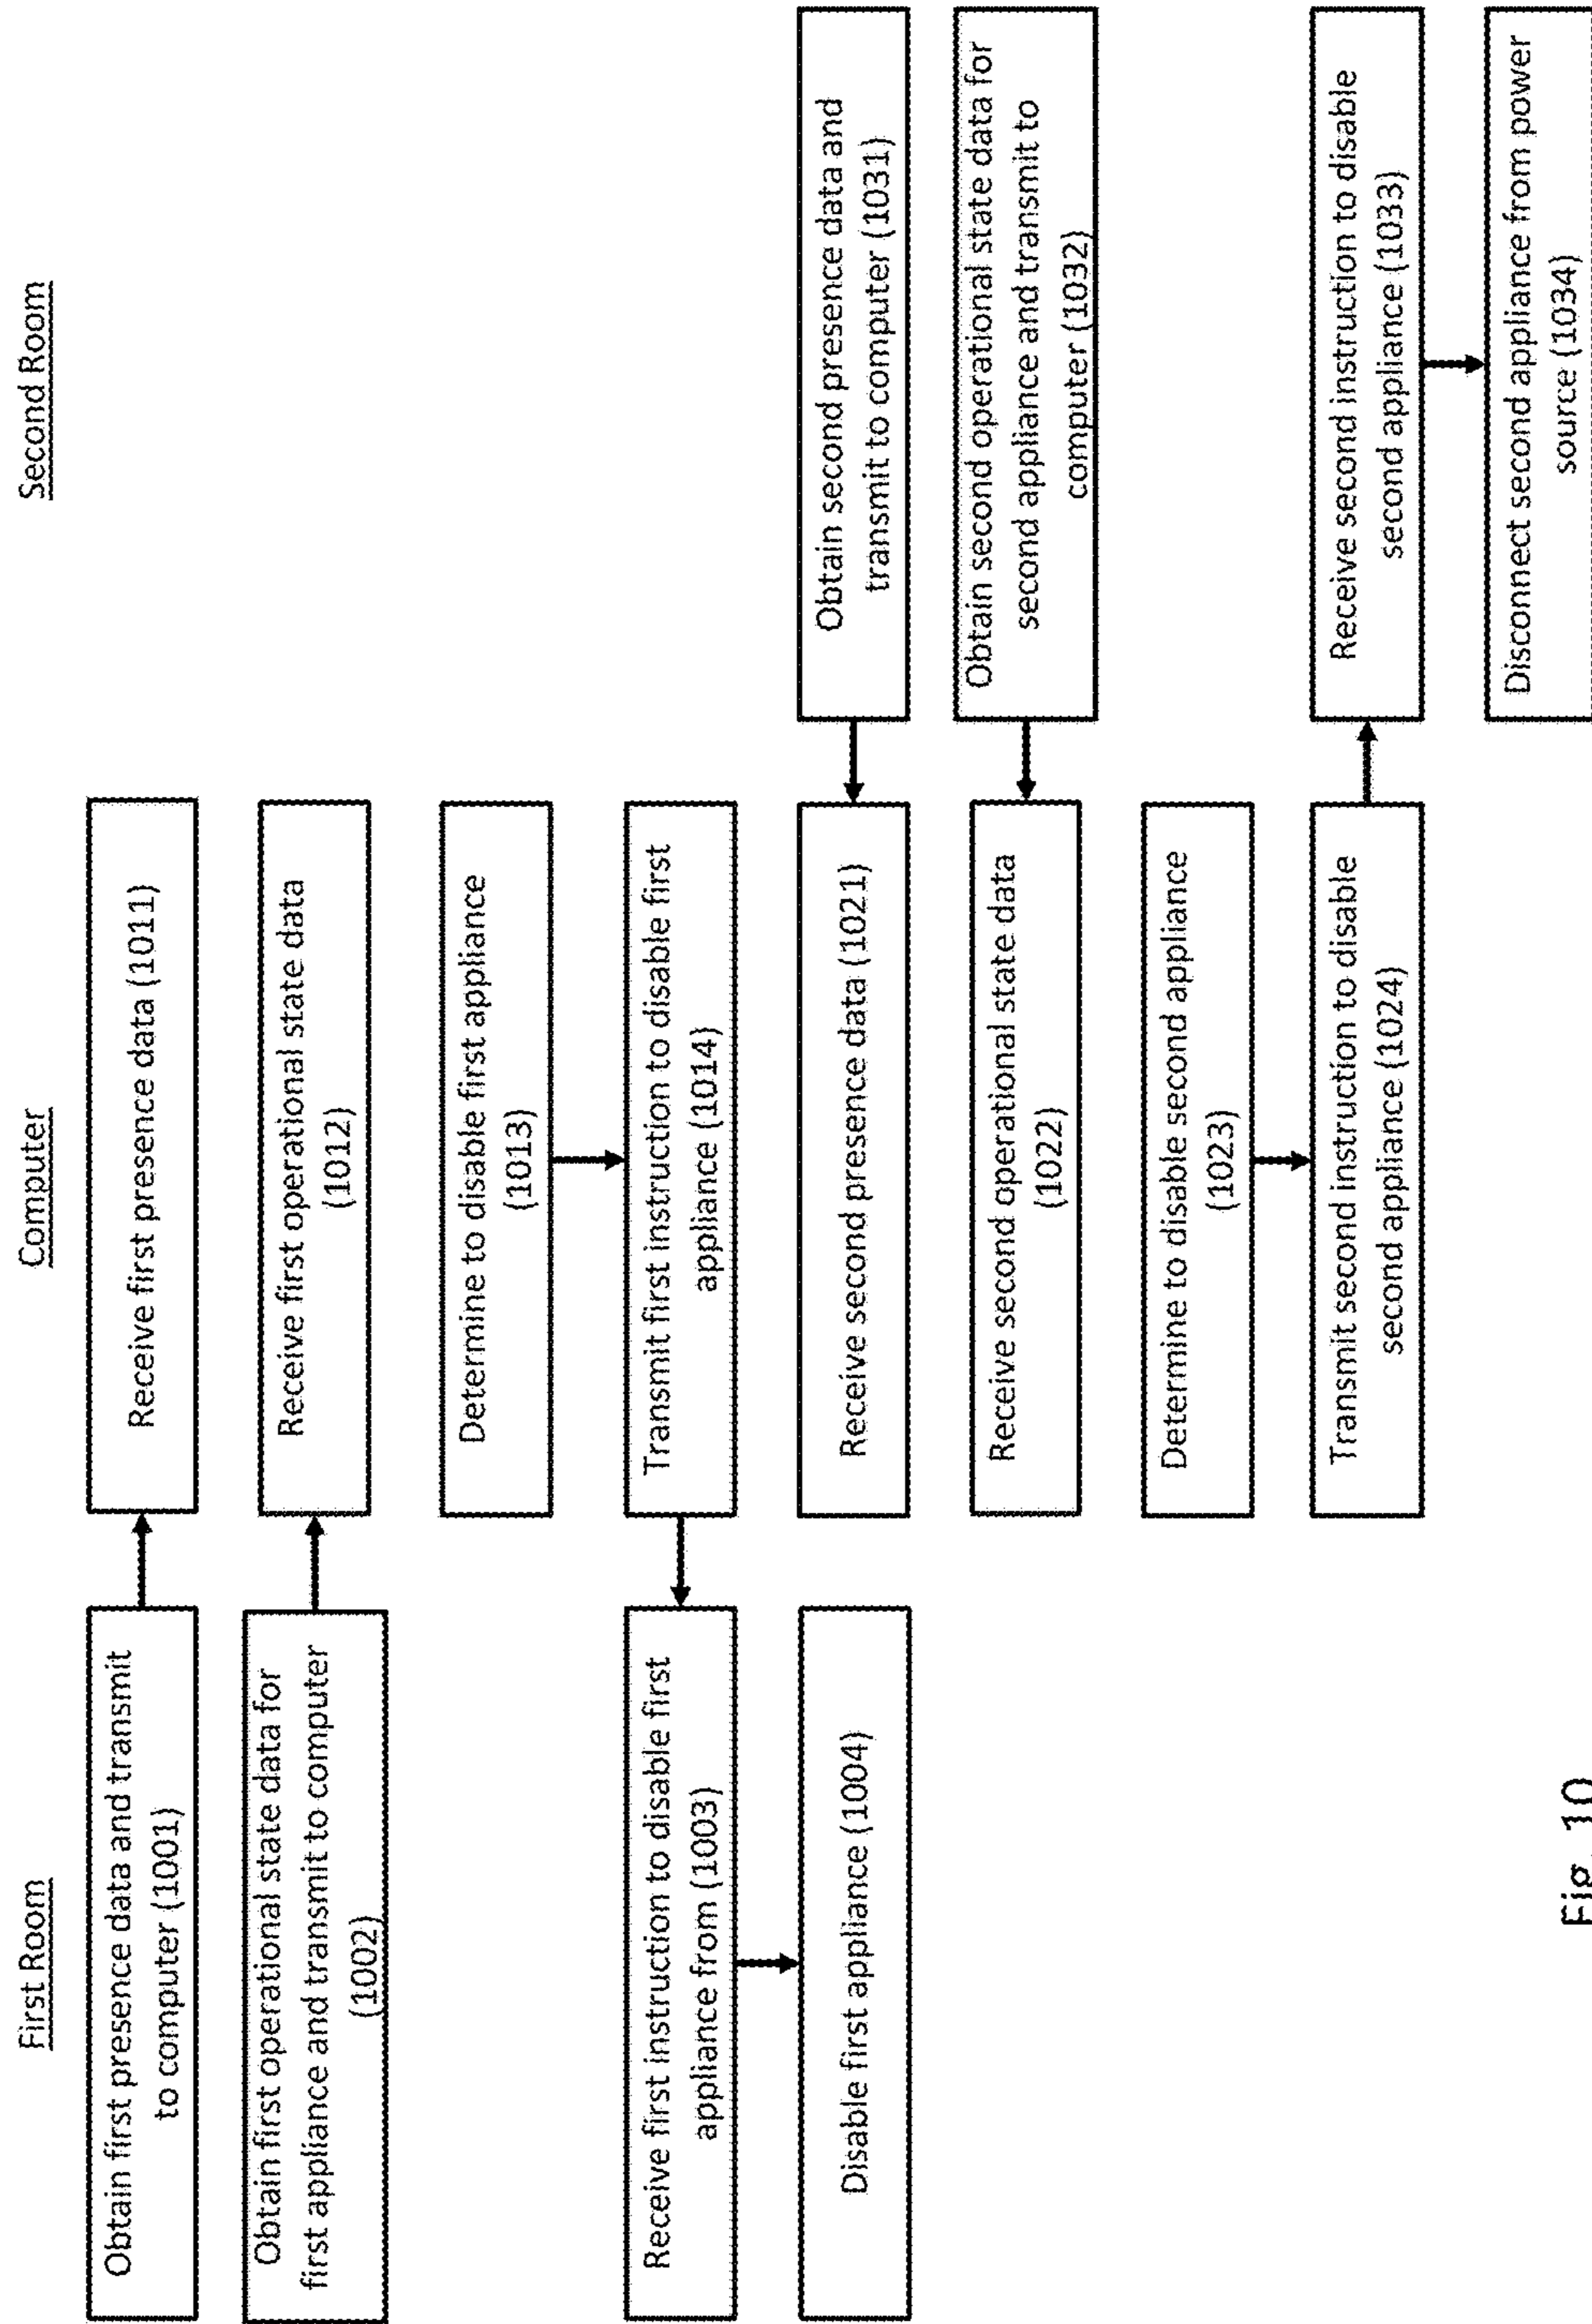 First Room
Computer
Second Room
Obtain first presence data and transmit
to computer (1001)
Receive first presence data (1011)
Obtain first operational state data for
first appliance and transmit to computer
(1002)
Receive first operational state data
(1012)
Determine to disable first appliance
(1013)
Receive first instruction to disable first
appliance from (1003)
Transmit first instruction to disable first
appliance (1014)
Disable first appliance (1004)
Receive second presence data (1021)
Obtain second presence data and
transmit to computer (1031)
Receive second operational state data
(1022)
Obtain second operational state data for
second appliance and transmit to
computer (1032)
Determine to disable second appliance
(1023)
Transmit second instruction to disable
second appliance (1024)
Receive second instruction to disable
second appliance (1033)
Disconnect second appliance from power
source (1034)
Fig. 10